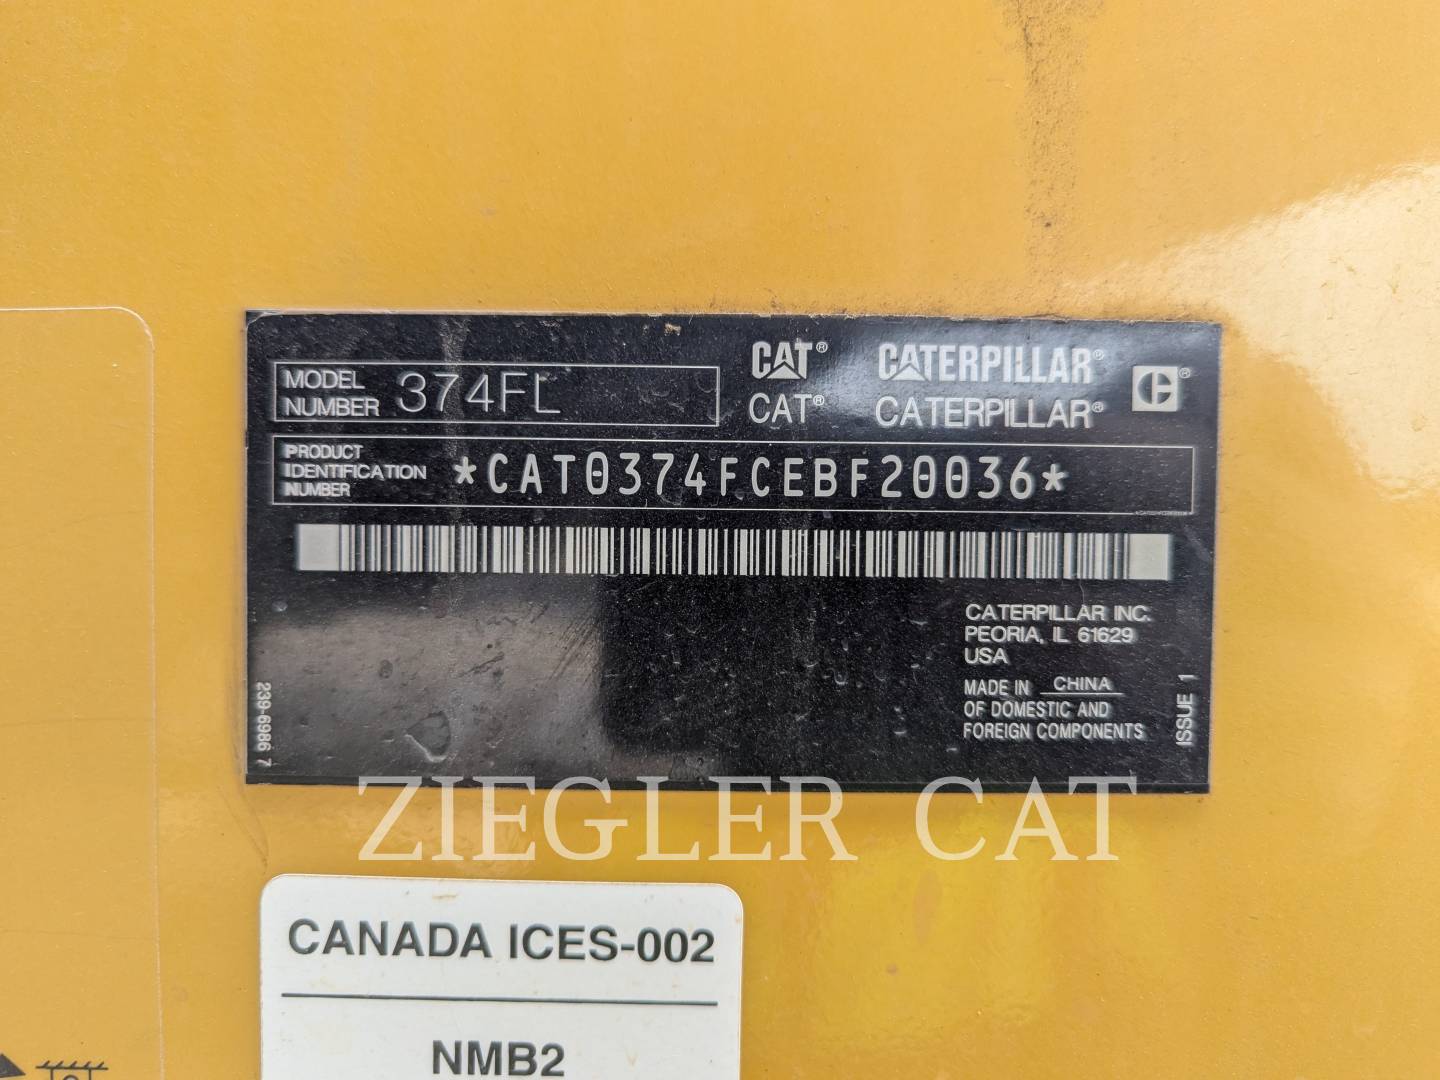 MODEL
NUMBER 374FL
CAT® CATERPILLAR®
CAT® CATERPILLAR®
PRODUCT
IDENTIFICATION
NUMBER
*CAT0374FCEBF20036*
CATERPILLAR INC.
PEORIA, IL 61629
USA
MADE IN CHINA
OF DOMESTIC AND
FOREIGN COMPONENTS
ISSUE 1
239-6986 7
ZIEGLER CAT
CANADA ICES-002
NMB2